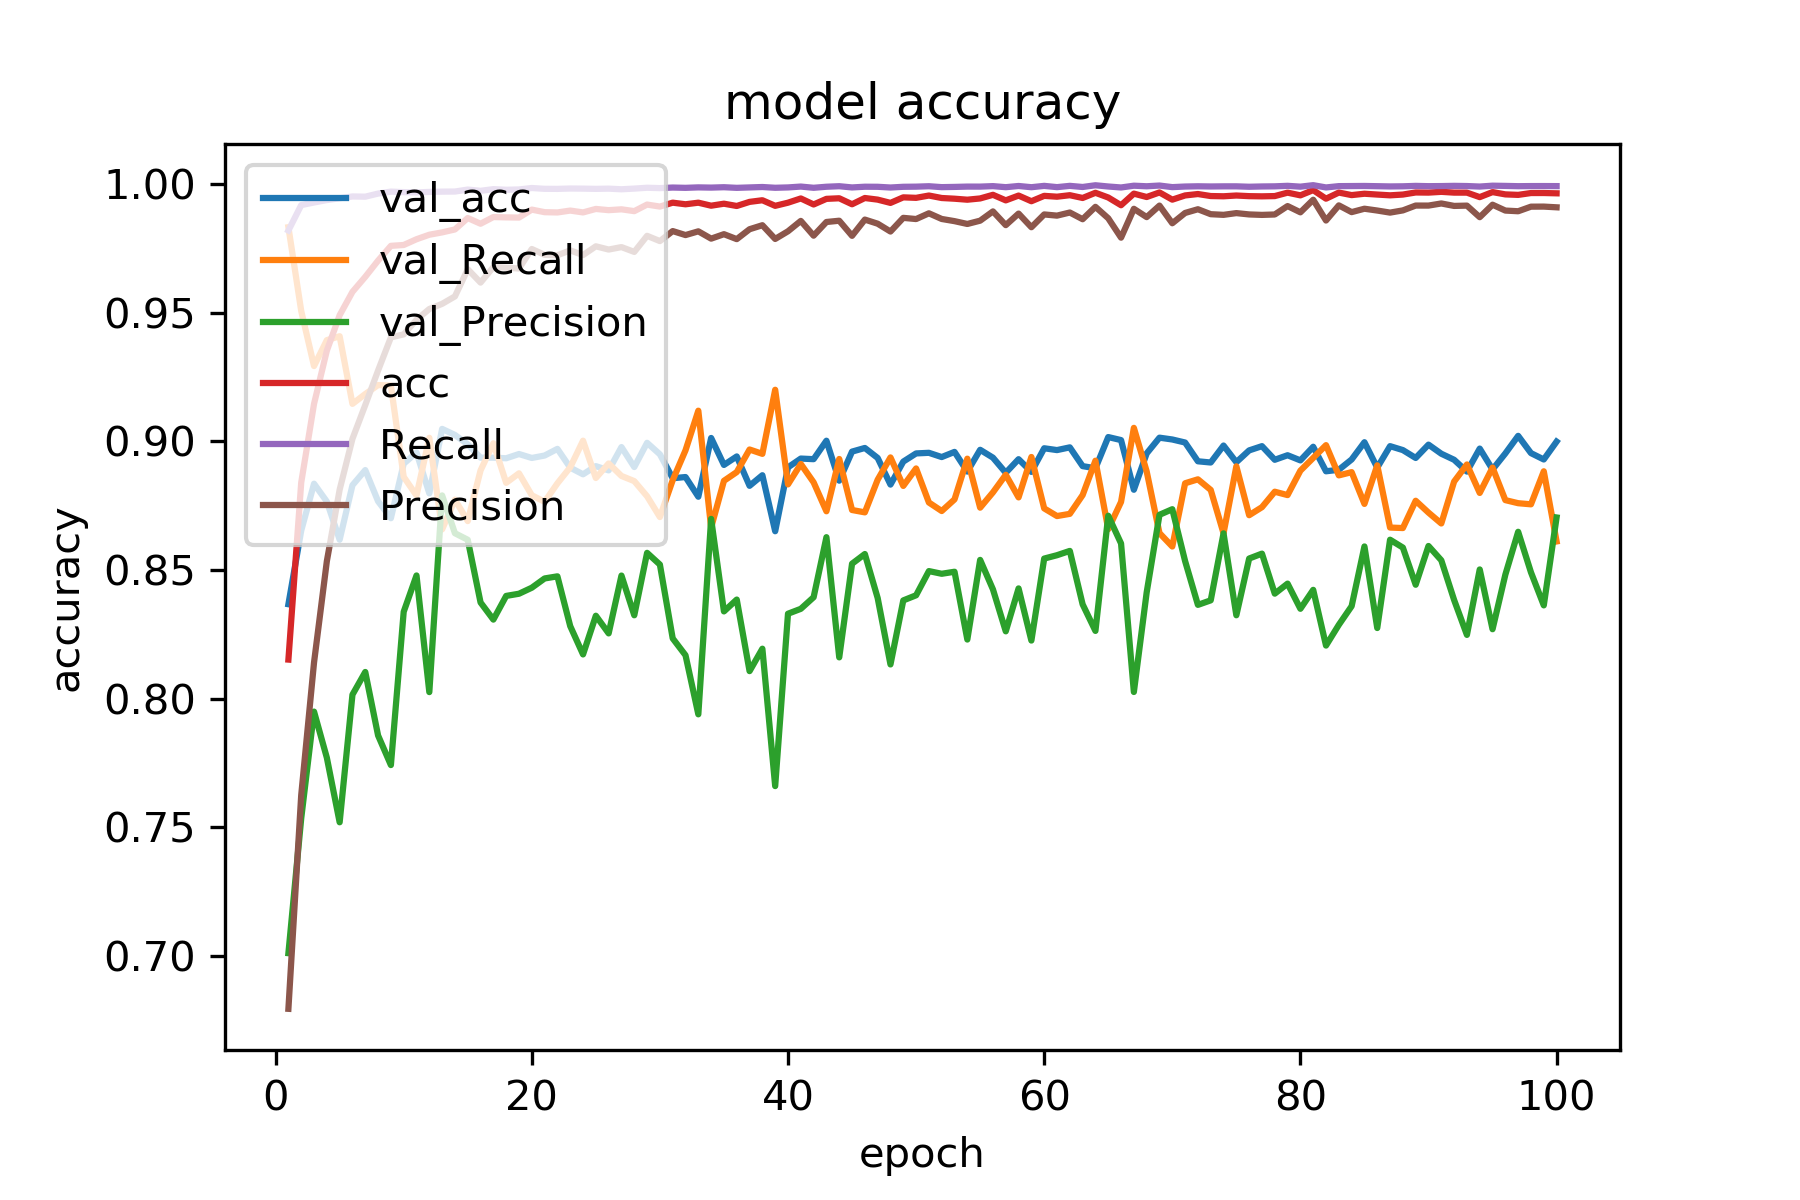 model accuracy
1.00
0.95
0.90
0.85
0.80
0.75
0.70
accuracy
val_acc
val_Recall
val_Precision
acc
Recall
Precision
0 20 40 60 80 100
epoch